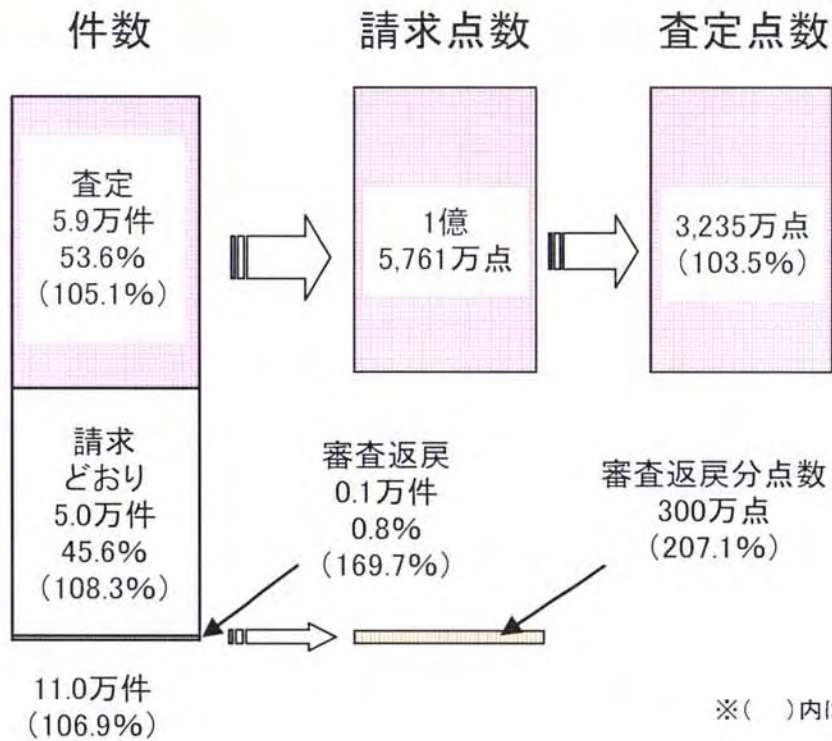 件数
請求点数
査定点数
査定
5.9万件
53.6%
(105.1%)
1億
5,761万点
3,235万点
(103.5%)
請求
どおり
5.0万件
45.6%
(108.3%)
審査返戻
0.1万件
0.8%
(169.7%)
審査返戻分点数
300万点
(207.1%)
11.0万件
(106.9%)
※( )内は